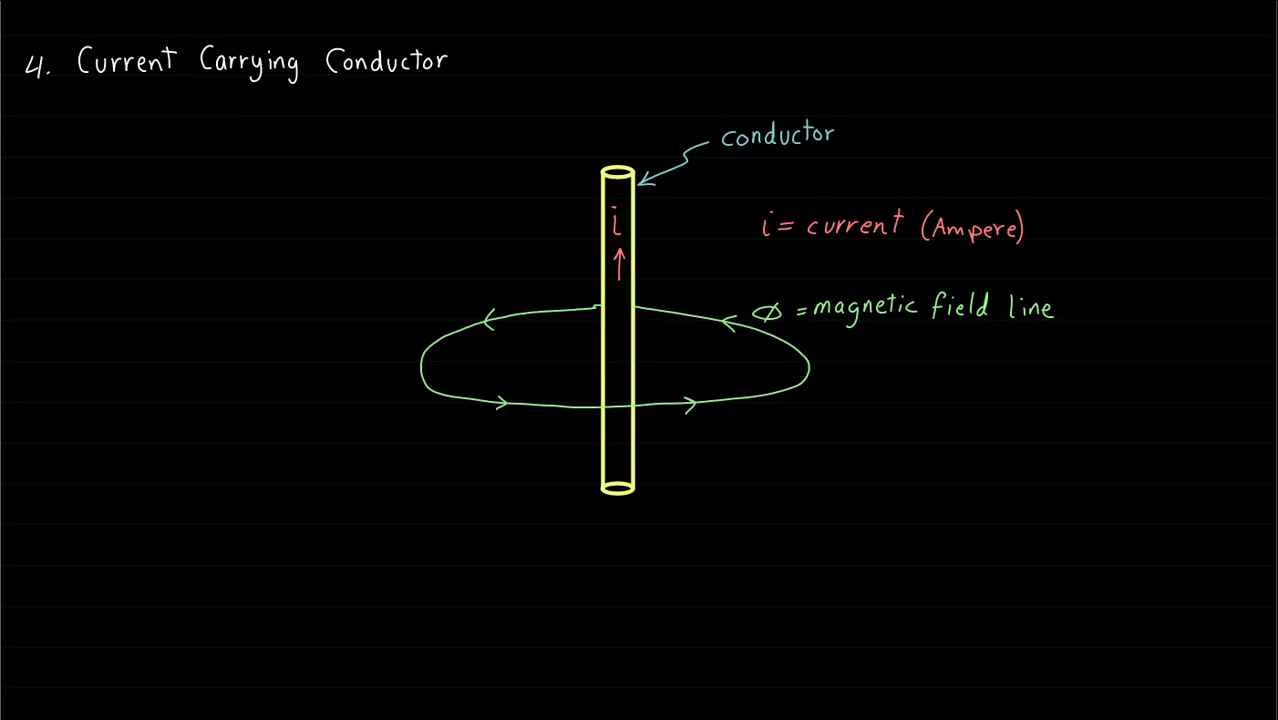 4. Current Carrying Conductor
conductor
i
i = current (Ampere)
φ = magnetic field line